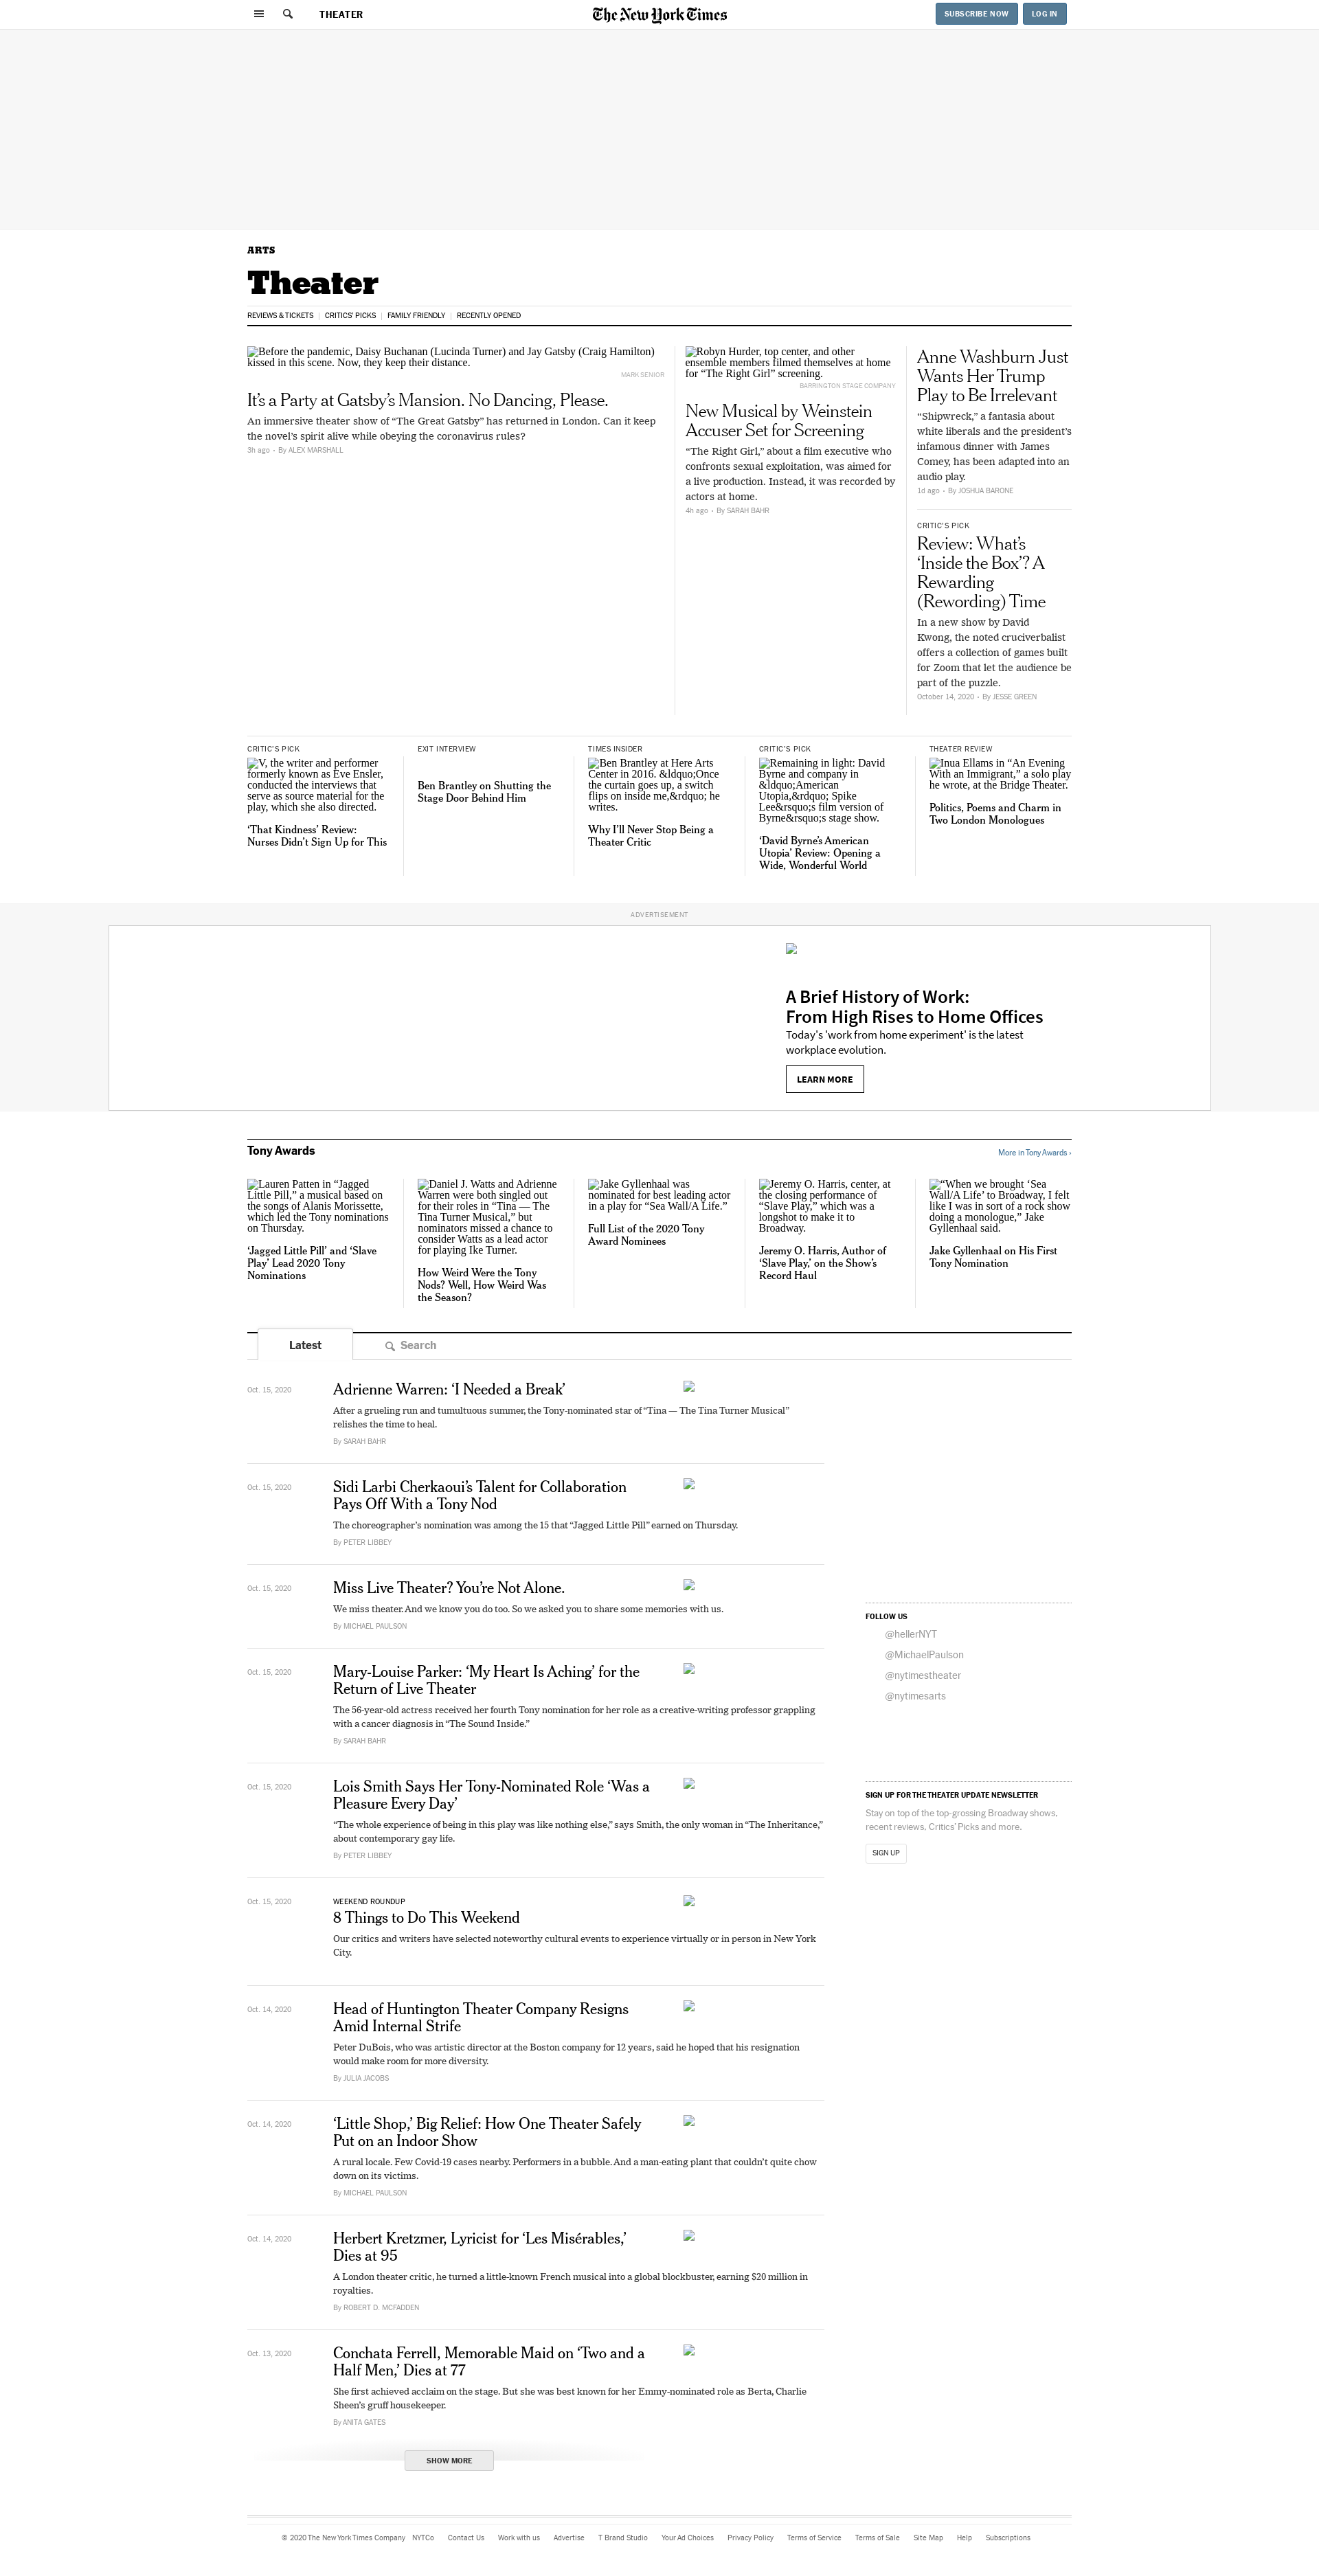 THEATER
The New York Times
SUBSCRIBE NOW
LOG IN
ARTS
Theater
REVIEWS & TICKETS
CRITICS' PICKS
FAMILY FRIENDLY
RECENTLY OPENED
Before the pandemic, Daisy Buchanan (Lucinda Turner) and Jay Gatsby (Craig Hamilton)
kissed in this scene. Now, they keep their distance.
MARK SENIOR
It’s a Party at Gatsby’s Mansion. No Dancing, Please.
An immersive theater show of “The Great Gatsby” has returned in London. Can it keep
the novel’s spirit alive while obeying the coronavirus rules?
3h ago • By ALEX MARSHALL
Robyn Hurder, top center, and other
ensemble members filmed themselves at home
for “The Right Girl” screening.
BARRINGTON STAGE COMPANY
New Musical by Weinstein
Accuser Set for Screening
“The Right Girl,” about a film executive who
confronts sexual exploitation, was aimed for
a live production. Instead, it was recorded by
actors at home.
4h ago • By SARAH BAHR
Anne Washburn Just
Wants Her Trump
Play to Be Irrelevant
“Shipwreck,” a fantasia about
white liberals and the president’s
infamous dinner with James
Comey, has been adapted into an
audio play.
1d ago • By JOSHUA BARONE
CRITIC’S PICK
Review: What’s
‘Inside the Box’? A
Rewarding
(Rewording) Time
In a new show by David
Kwong, the noted cruciverbalist
offers a collection of games built
for Zoom that let the audience be
part of the puzzle.
October 14, 2020 • By JESSE GREEN
CRITIC’S PICK
V, the writer and performer
formerly known as Eve Ensler,
conducted the interviews that
serve as source material for the
play, which she also directed.
‘That Kindness’ Review:
Nurses Didn’t Sign Up for This
EXIT INTERVIEW
Ben Brantley on Shutting the
Stage Door Behind Him
TIMES INSIDER
Ben Brantley at Here Arts
Center in 2016. &ldquo;Once
the curtain goes up, a switch
flips on inside me,&rdquo; he
writes.
Why I’ll Never Stop Being a
Theater Critic
CRITIC’S PICK
Remaining in light: David
Byrne and company in
&ldquo;American
Utopia,&rdquo; Spike
Lee&rsquo;s film version of
Byrne&rsquo;s stage show.
‘David Byrne’s American
Utopia’ Review: Opening a
Wide, Wonderful World
THEATER REVIEW
Inua Ellams in “An Evening
With an Immigrant,” a solo play
he wrote, at the Bridge Theater.
Politics, Poems and Charm in
Two London Monologues
ADVERTISEMENT
A Brief History of Work:
From High Rises to Home Offices
Today's 'work from home experiment' is the latest
workplace evolution.
LEARN MORE
Tony Awards
More in Tony Awards ›
Lauren Patten in “Jagged
Little Pill,” a musical based on
the songs of Alanis Morissette,
which led the Tony nominations
on Thursday.
‘Jagged Little Pill’ and ‘Slave
Play’ Lead 2020 Tony
Nominations
Daniel J. Watts and Adrienne
Warren were both singled out
for their roles in “Tina — The
Tina Turner Musical,” but
nominators missed a chance to
consider Watts as a lead actor
for playing Ike Turner.
How Weird Were the Tony
Nods? Well, How Weird Was
the Season?
Jake Gyllenhaal was
nominated for best leading actor
in a play for “Sea Wall/A Life.”
Full List of the 2020 Tony
Award Nominees
Jeremy O. Harris, center, at
the closing performance of
“Slave Play,” which was a
longshot to make it to
Broadway.
Jeremy O. Harris, Author of
‘Slave Play,’ on the Show’s
Record Haul
“When we brought ‘Sea
Wall/A Life’ to Broadway, I felt
like I was in sort of a rock show
doing a monologue,” Jake
Gyllenhaal said.
Jake Gyllenhaal on His First
Tony Nomination
Latest
Search
Oct. 15, 2020
Adrienne Warren: ‘I Needed a Break’
After a grueling run and tumultuous summer, the Tony-nominated star of “Tina — The Tina Turner Musical”
relishes the time to heal.
By SARAH BAHR
Oct. 15, 2020
Sidi Larbi Cherkaoui’s Talent for Collaboration
Pays Off With a Tony Nod
The choreographer’s nomination was among the 15 that “Jagged Little Pill” earned on Thursday.
By PETER LIBBEY
Oct. 15, 2020
Miss Live Theater? You’re Not Alone.
We miss theater. And we know you do too. So we asked you to share some memories with us.
By MICHAEL PAULSON
Oct. 15, 2020
Mary-Louise Parker: ‘My Heart Is Aching’ for the
Return of Live Theater
The 56-year-old actress received her fourth Tony nomination for her role as a creative-writing professor grappling
with a cancer diagnosis in “The Sound Inside.”
By SARAH BAHR
Oct. 15, 2020
Lois Smith Says Her Tony-Nominated Role ‘Was a
Pleasure Every Day’
“The whole experience of being in this play was like nothing else,” says Smith, the only woman in “The Inheritance,”
about contemporary gay life.
By PETER LIBBEY
Oct. 15, 2020
WEEKEND ROUNDUP
8 Things to Do This Weekend
Our critics and writers have selected noteworthy cultural events to experience virtually or in person in New York
City.
Oct. 14, 2020
Head of Huntington Theater Company Resigns
Amid Internal Strife
Peter DuBois, who was artistic director at the Boston company for 12 years, said he hoped that his resignation
would make room for more diversity.
By JULIA JACOBS
Oct. 14, 2020
‘Little Shop,’ Big Relief: How One Theater Safely
Put on an Indoor Show
A rural locale. Few Covid-19 cases nearby. Performers in a bubble. And a man-eating plant that couldn’t quite chow
down on its victims.
By MICHAEL PAULSON
Oct. 14, 2020
Herbert Kretzmer, Lyricist for ‘Les Misérables,’
Dies at 95
A London theater critic, he turned a little-known French musical into a global blockbuster, earning $20 million in
royalties.
By ROBERT D. MCFADDEN
Oct. 13, 2020
Conchata Ferrell, Memorable Maid on ‘Two and a
Half Men,’ Dies at 77
She first achieved acclaim on the stage. But she was best known for her Emmy-nominated role as Berta, Charlie
Sheen’s gruff housekeeper.
By ANITA GATES
SHOW MORE
FOLLOW US
@hellerNYT
@MichaelPaulson
@nytimestheater
@nytimesarts
SIGN UP FOR THE THEATER UPDATE NEWSLETTER
Stay on top of the top-grossing Broadway shows,
recent reviews, Critics’ Picks and more.
SIGN UP
© 2020 The New York Times Company NYTCo Contact Us Work with us Advertise T Brand Studio Your Ad Choices Privacy Policy Terms of Service Terms of Sale Site Map Help Subscriptions